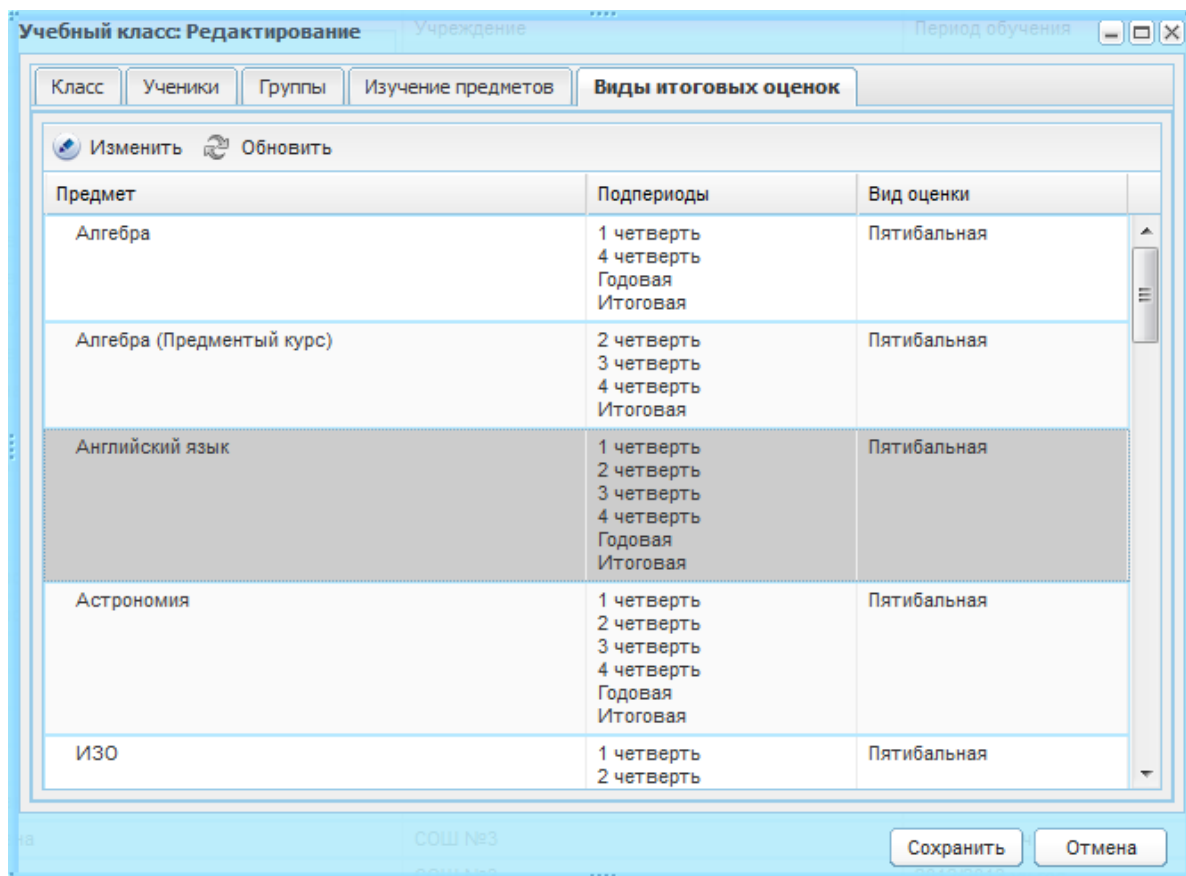 Учреждение Период обучения
Учебный класс: Редактирование
Класс Ученики Группы Изучение предметов Виды итоговых оценок
Изменить Обновить
Предмет Подпериоды Вид оценки
Алгебра 1 четверть Пятибальная
4 четверть
Годовая
Итоговая
Алгебра (Предментый курс) 2 четверть Пятибальная
3 четверть
4 четверть
Итоговая
Английский язык 1 четверть Пятибальная
2 четверть
3 четверть
4 четверть
Годовая
Итоговая
Астрономия 1 четверть Пятибальная
2 четверть
3 четверть
4 четверть
Годовая
Итоговая
ИЗО 1 четверть Пятибальная
2 четверть
СОШ №3
Сохранить Отмена